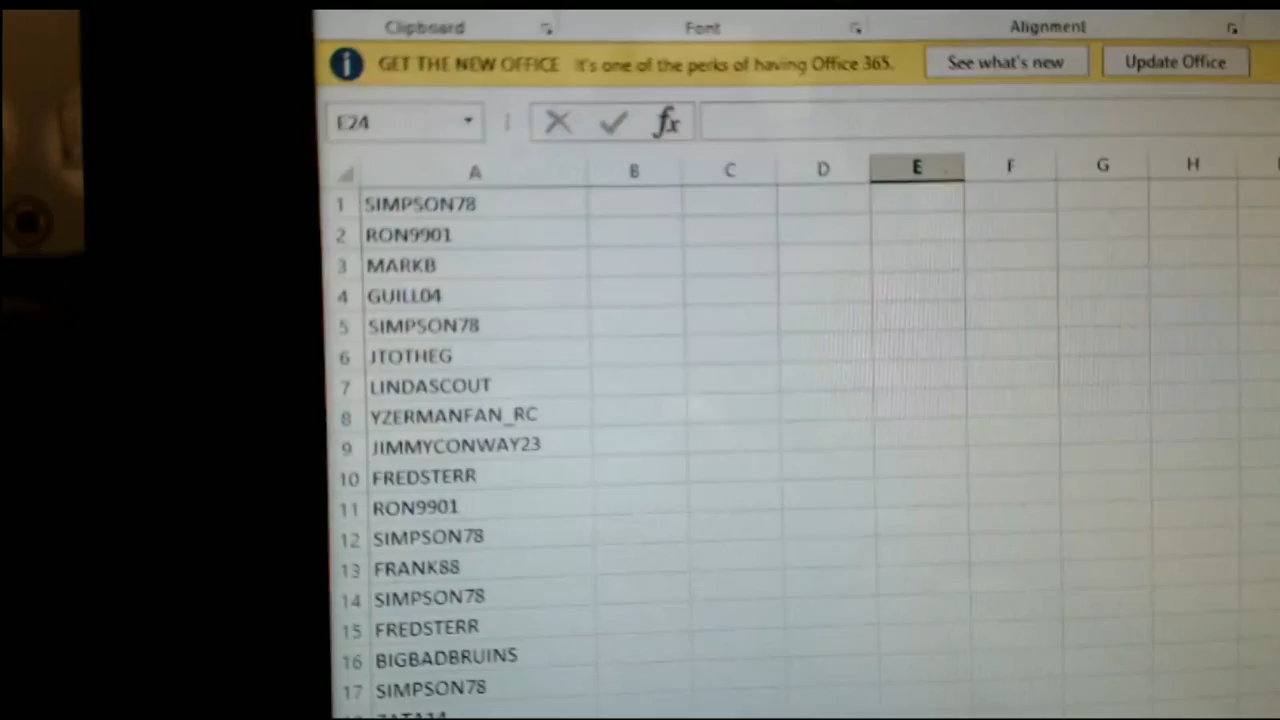 Clipboard Font Alignment
GET THE NEW OFFICE It's one of the perks of having Office 365. See what's new Update Office
E24 fx
A B C D E F G H
1 SIMPSON78
2 RON9901
3 MARKB
4 GUILL04
5 SIMPSON78
6 JTOTHEG
7 LINDASCOUT
8 YZERMANFAN_RC
9 JIMMYCONWAY23
10 FREDSTERR
11 RON9901
12 SIMPSON78
13 FRANK88
14 SIMPSON78
15 FREDSTERR
16 BIGBADBRUINS
17 SIMPSON78